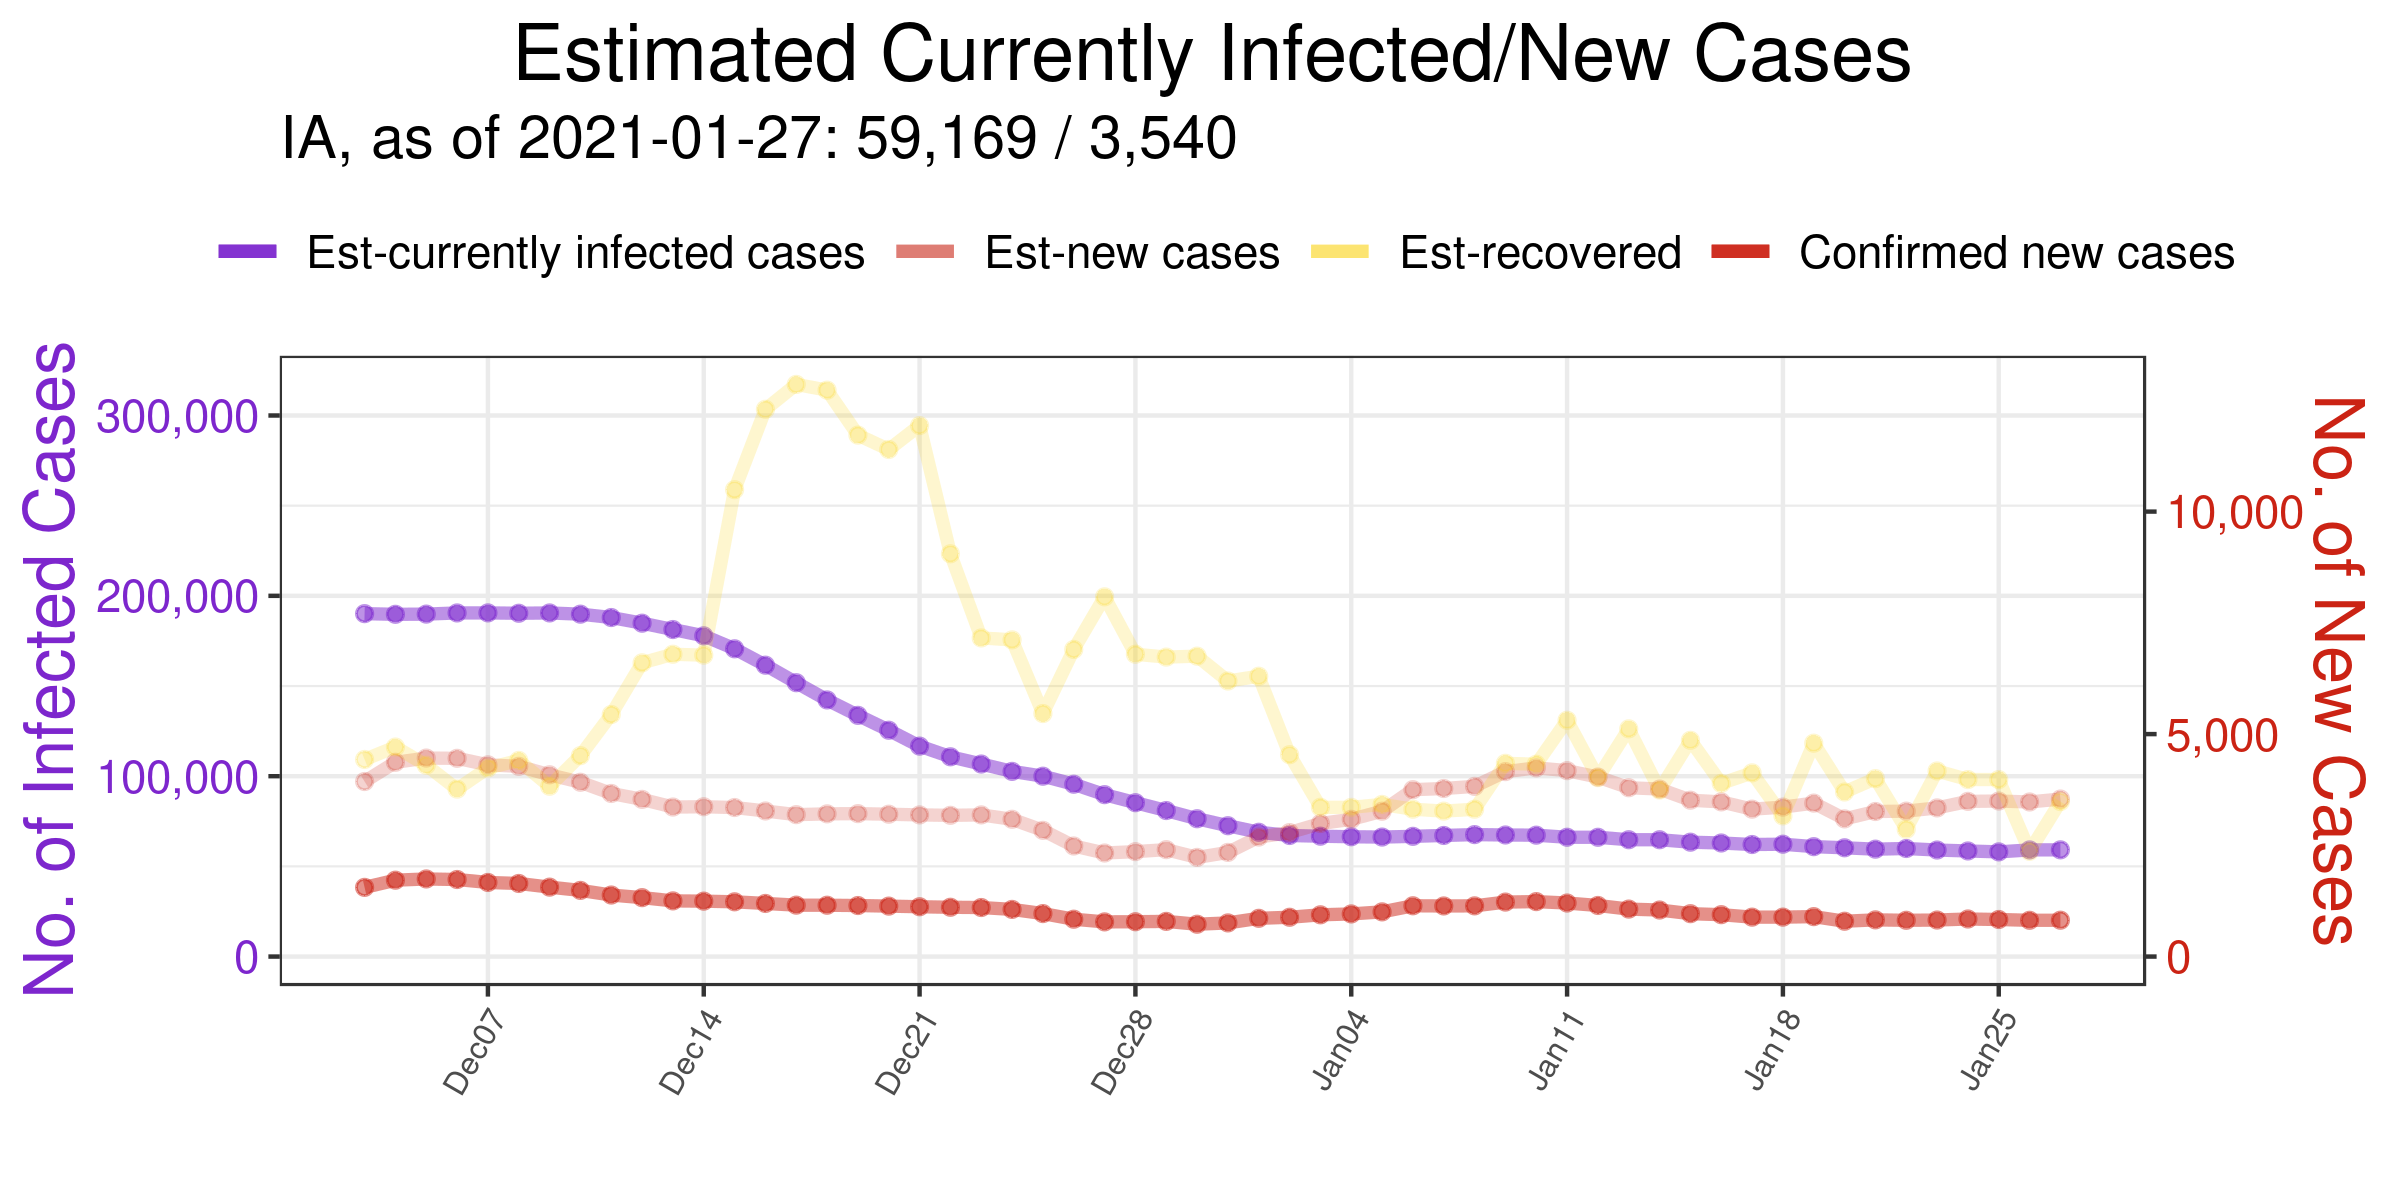 Estimated Currently Infected/New Cases
IA, as of 2021-01-27: 59,169 / 3,540
Est-currently infected cases Est-new cases Est-recovered Confirmed new cases
No. of Infected Cases
300,000
200,000
100,000
0
10,000
5,000
0
No. of New Cases
Dec07 Dec14 Dec21 Dec28 Jan04 Jan11 Jan18 Jan25